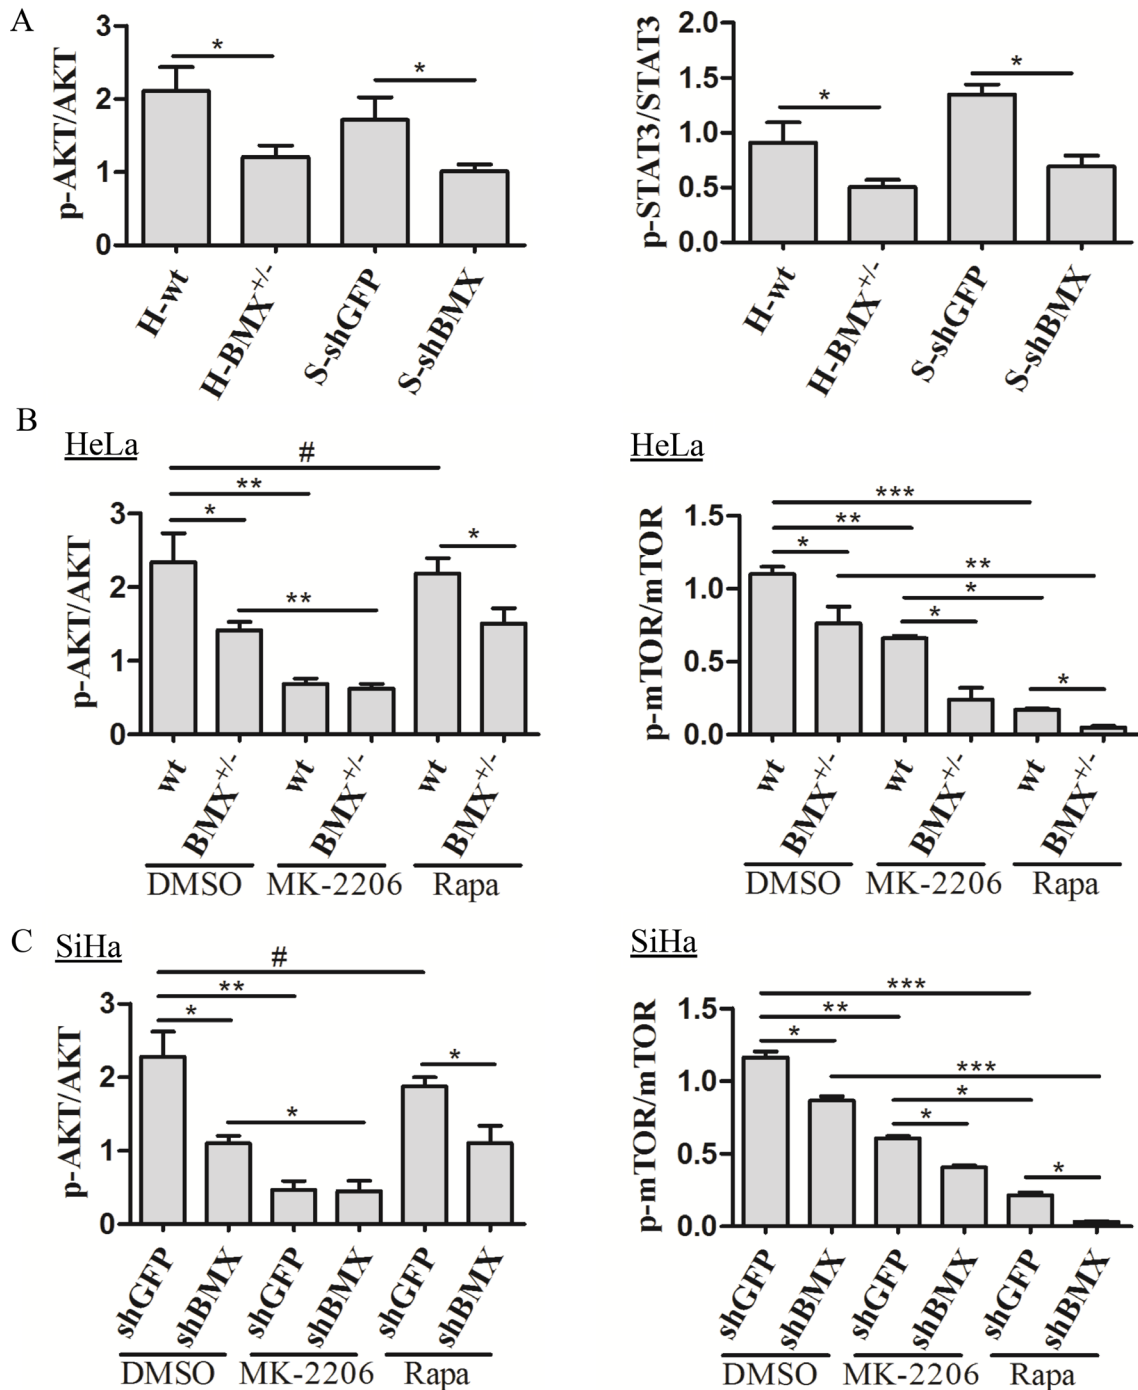 A
p-AKT/AKT
3
2
1
0
* *
H-wt
H-BMX+/-
S-shGFP
S-shBMX
p-STAT3/STAT3
2.0
1.5
1.0
0.5
0.0
* *
H-wt
H-BMX+/-
S-shGFP
S-shBMX
B
HeLa
p-AKT/AKT
3
2
1
0
#
**
*
**
*
wt
BMX+/-
wt
BMX+/-
wt
BMX+/-
DMSO MK-2206 Rapa
HeLa
p-mTOR/mTOR
1.5
1.0
0.5
0.0
***
**
*
**
*
*
*
wt
BMX+/-
wt
BMX+/-
wt
BMX+/-
DMSO MK-2206 Rapa
C
SiHa
p-AKT/AKT
3
2
1
0
#
**
*
*
*
shGFP
shBMX
shGFP
shBMX
shGFP
shBMX
DMSO MK-2206 Rapa
SiHa
p-mTOR/mTOR
1.5
1.0
0.5
0.0
***
**
*
***
*
*
*
shGFP
shBMX
shGFP
shBMX
shGFP
shBMX
DMSO MK-2206 Rapa